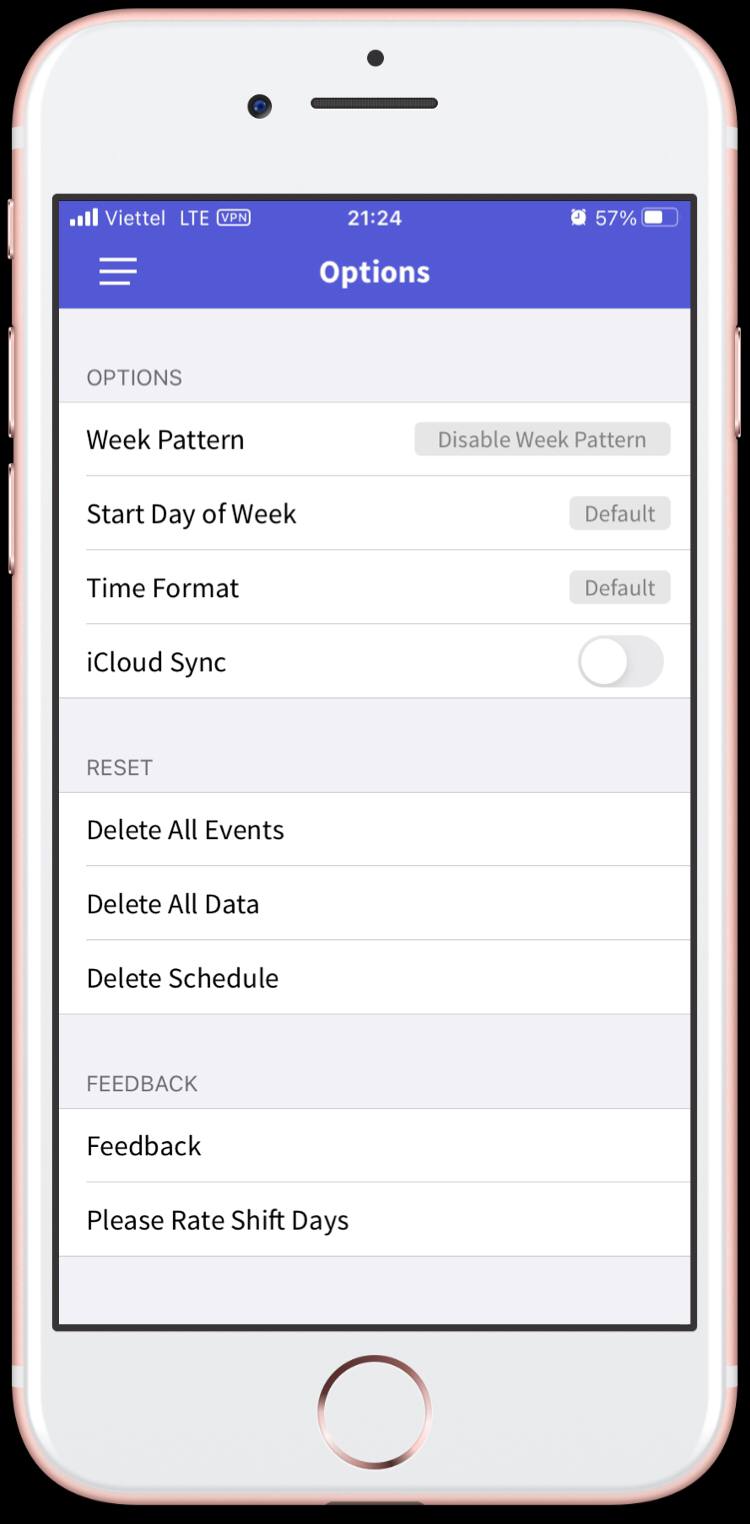 Viettel LTE VPN 21:24 57%
Options
OPTIONS
Week Pattern Disable Week Pattern
Start Day of Week Default
Time Format Default
iCloud Sync
RESET
Delete All Events
Delete All Data
Delete Schedule
FEEDBACK
Feedback
Please Rate Shift Days